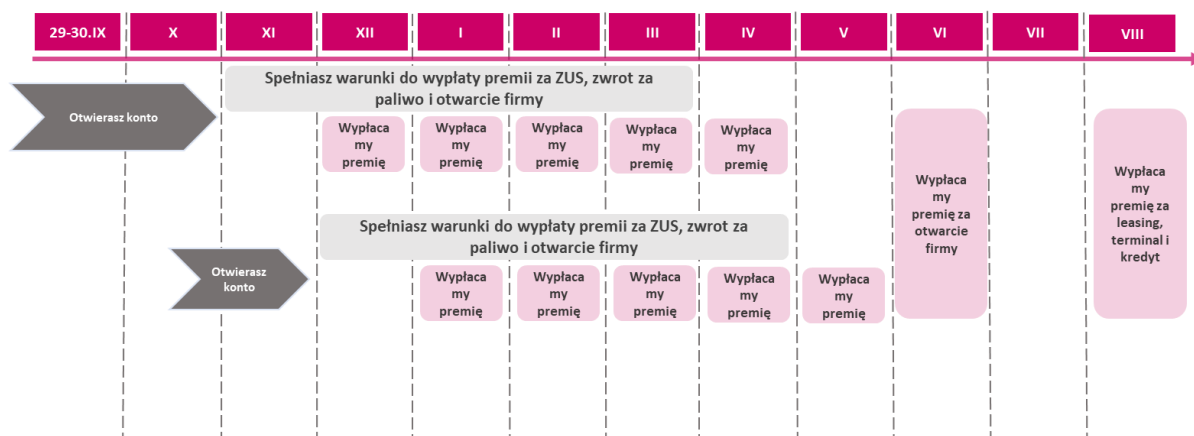 29-30.IX
X
XI
XII
I
II
III
IV
V
VI
VII
VIII
Otwierasz konto
Spełniasz warunki do wypłaty premii za ZUS, zwrot za
paliwo i otwarcie firmy
Wypłaca
my
premię
Wypłaca
my
premię
Wypłaca
my
premię
Wypłaca
my
premię
Wypłaca
my
premię
Wypłaca
my
premię za
otwarcie
firmy
Wypłaca
my
premię za
leasing,
terminal i
kredyt
Otwierasz
konto
Spełniasz warunki do wypłaty premii za ZUS, zwrot za
paliwo i otwarcie firmy
Wypłaca
my
premię
Wypłaca
my
premię
Wypłaca
my
premię
Wypłaca
my
premię
Wypłaca
my
premię